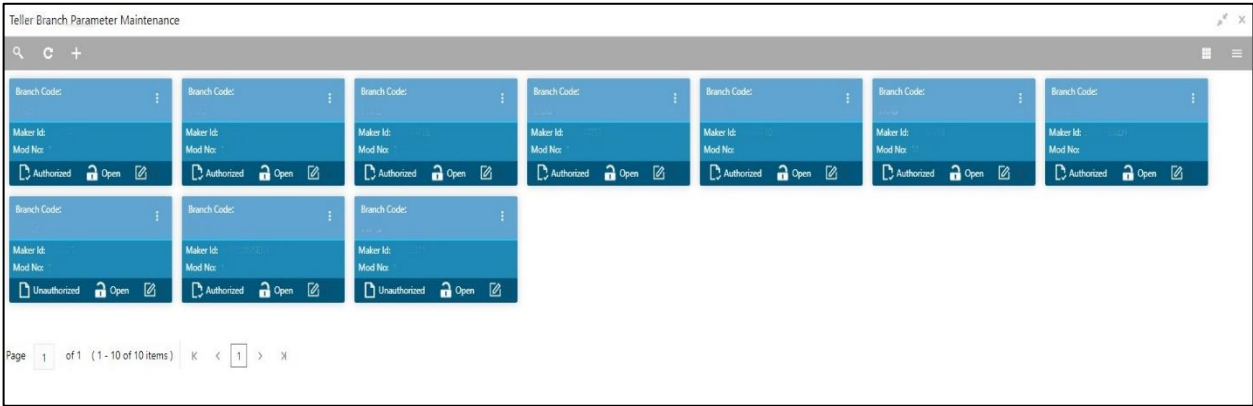 Teller Branch Parameter Maintenance
Branch Code: Branch Code: Branch Code: Branch Code: Branch Code: Branch Code: Branch Code:
Maker Id: Maker Id: Maker Id: Maker Id: Maker Id: Maker Id: Maker Id:
Mod No: Mod No: Mod No: Mod No: Mod No: Mod No: Mod No:
Authorized Open Authorized Open Authorized Open Authorized Open Authorized Open Authorized Open Authorized Open
Branch Code: Branch Code: Branch Code:
Maker Id: Maker Id: Maker Id:
Mod No: Mod No: Mod No:
Unauthorized Open Authorized Open Unauthorized Open
Page 1 of 1 (1 - 10 of 10 items) 1